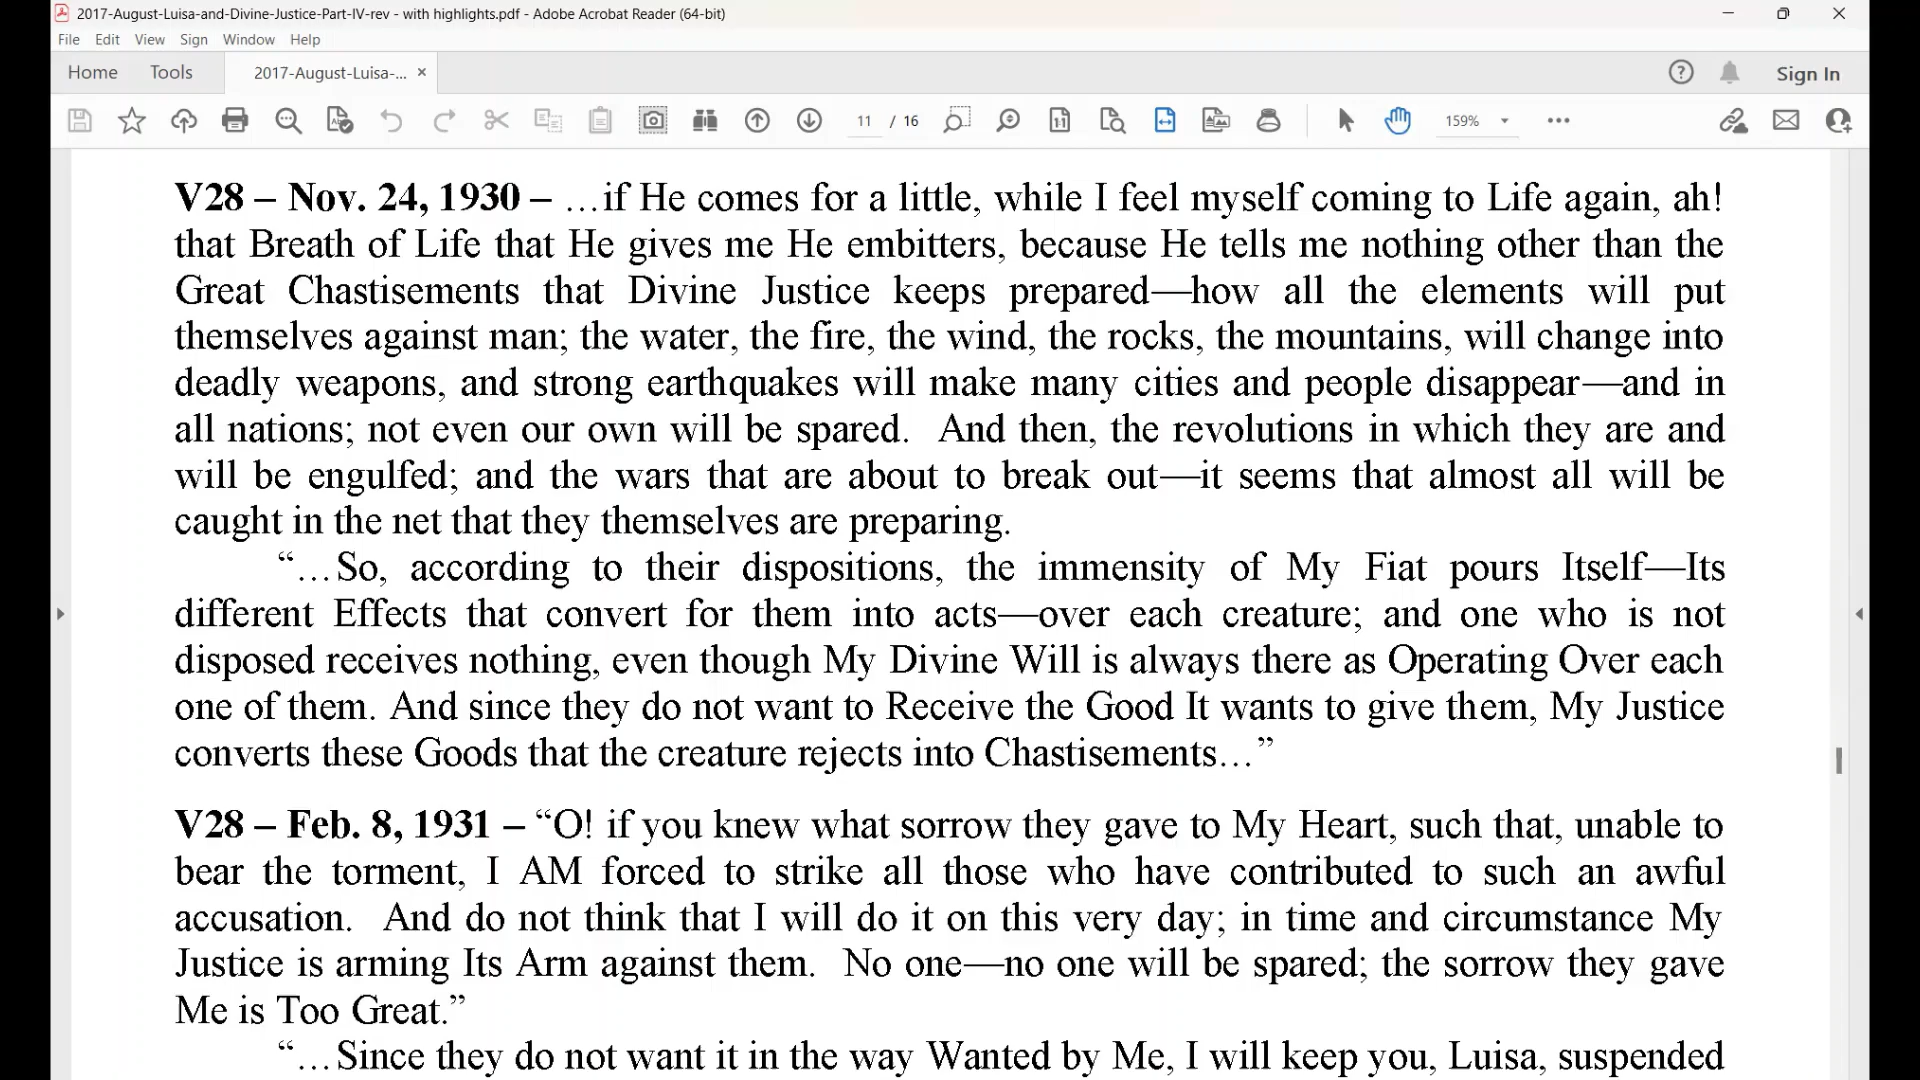 2017-August-Luisa-and-Divine-Justice-Part-IV-rev - with highlights.pdf - Adobe Acrobat Reader (64-bit)
File Edit View Sign Window Help
Home Tools 2017-August-Luisa-... × Sign In
11 / 16 159%
V28 – Nov. 24, 1930 – …if He comes for a little, while I feel myself coming to Life again, ah!
that Breath of Life that He gives me He embitters, because He tells me nothing other than the
Great Chastisements that Divine Justice keeps prepared—how all the elements will put
themselves against man; the water, the fire, the wind, the rocks, the mountains, will change into
deadly weapons, and strong earthquakes will make many cities and people disappear—and in
all nations; not even our own will be spared. And then, the revolutions in which they are and
will be engulfed; and the wars that are about to break out—it seems that almost all will be
caught in the net that they themselves are preparing.
“…So, according to their dispositions, the immensity of My Fiat pours Itself—Its
different Effects that convert for them into acts—over each creature; and one who is not
disposed receives nothing, even though My Divine Will is always there as Operating Over each
one of them. And since they do not want to Receive the Good It wants to give them, My Justice
converts these Goods that the creature rejects into Chastisements…”
V28 – Feb. 8, 1931 – “O! if you knew what sorrow they gave to My Heart, such that, unable to
bear the torment, I AM forced to strike all those who have contributed to such an awful
accusation. And do not think that I will do it on this very day; in time and circumstance My
Justice is arming Its Arm against them. No one—no one will be spared; the sorrow they gave
Me is Too Great.”
“…Since they do not want it in the way Wanted by Me, I will keep you, Luisa, suspended